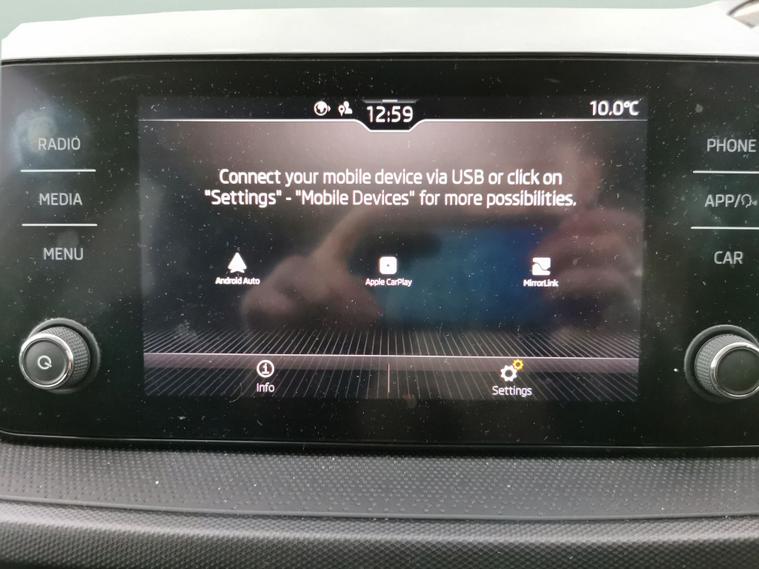 12:59
10.0°C
RADIO
MEDIA
MENU
Connect your mobile device via USB or click on
"Settings" - "Mobile Devices" for more possibilities.
Android Auto
Apple CarPlay
MirrorLink
Info
Settings
PHONE
APP/
CAR